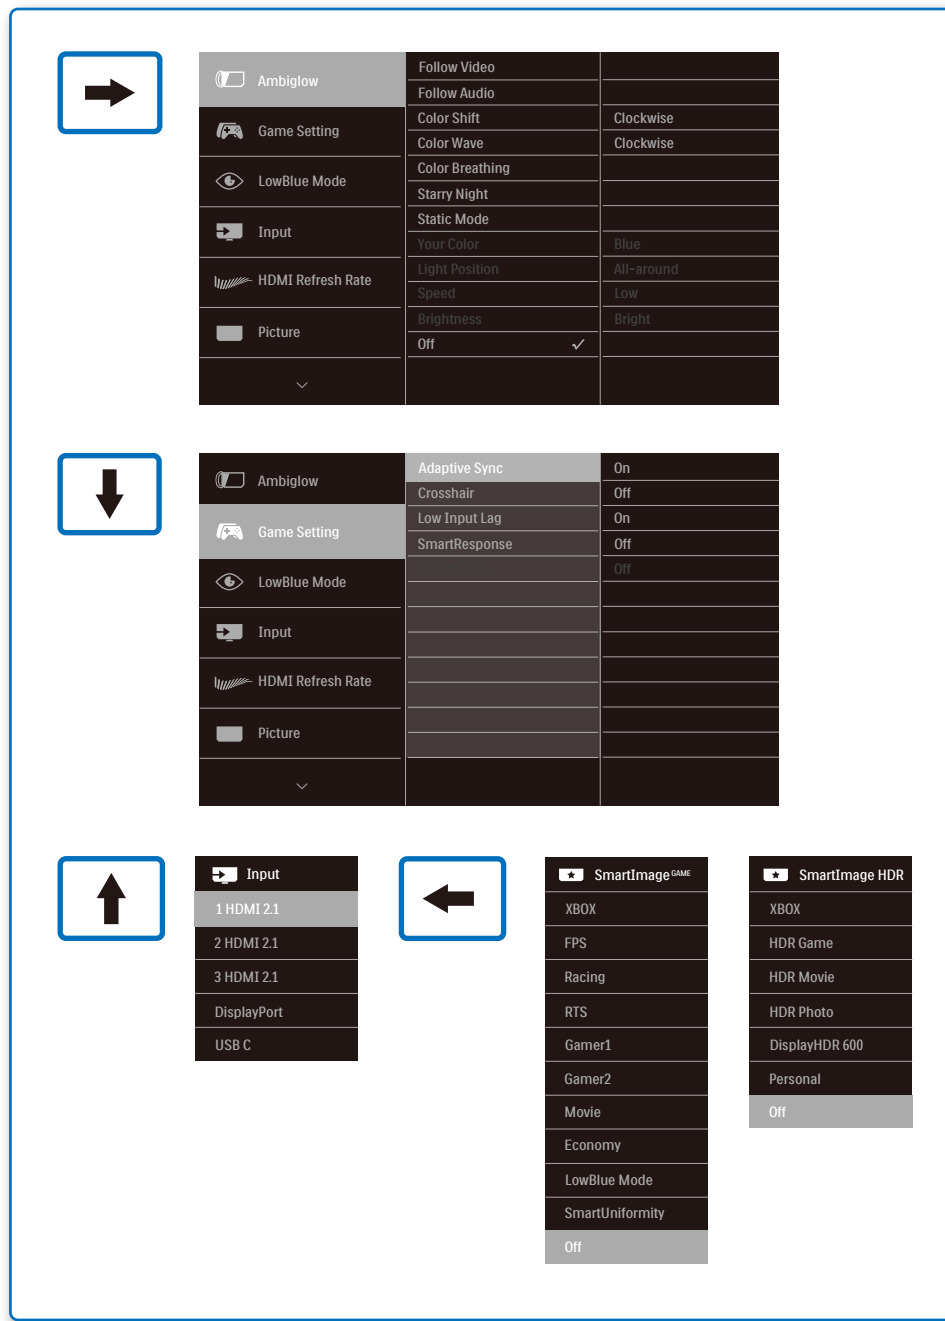 Ambiglow
Game Setting
LowBlue Mode
Input
HDMI Refresh Rate
Picture
Follow Video
Follow Audio
Color Shift Clockwise
Color Wave Clockwise
Color Breathing
Starry Night
Static Mode
Your Color Blue
Light Position All-around
Speed Low
Brightness Bright
Off
Ambiglow
Game Setting
LowBlue Mode
Input
HDMI Refresh Rate
Picture
Adaptive Sync On
Crosshair Off
Low Input Lag On
SmartResponse Off
Off
Input
1 HDMI 2.1
2 HDMI 2.1
3 HDMI 2.1
DisplayPort
USB C
SmartImage GAME
XBOX
FPS
Racing
RTS
Gamer1
Gamer2
Movie
Economy
LowBlue Mode
SmartUniformity
Off
SmartImage HDR
XBOX
HDR Game
HDR Movie
HDR Photo
DisplayHDR 600
Personal
Off